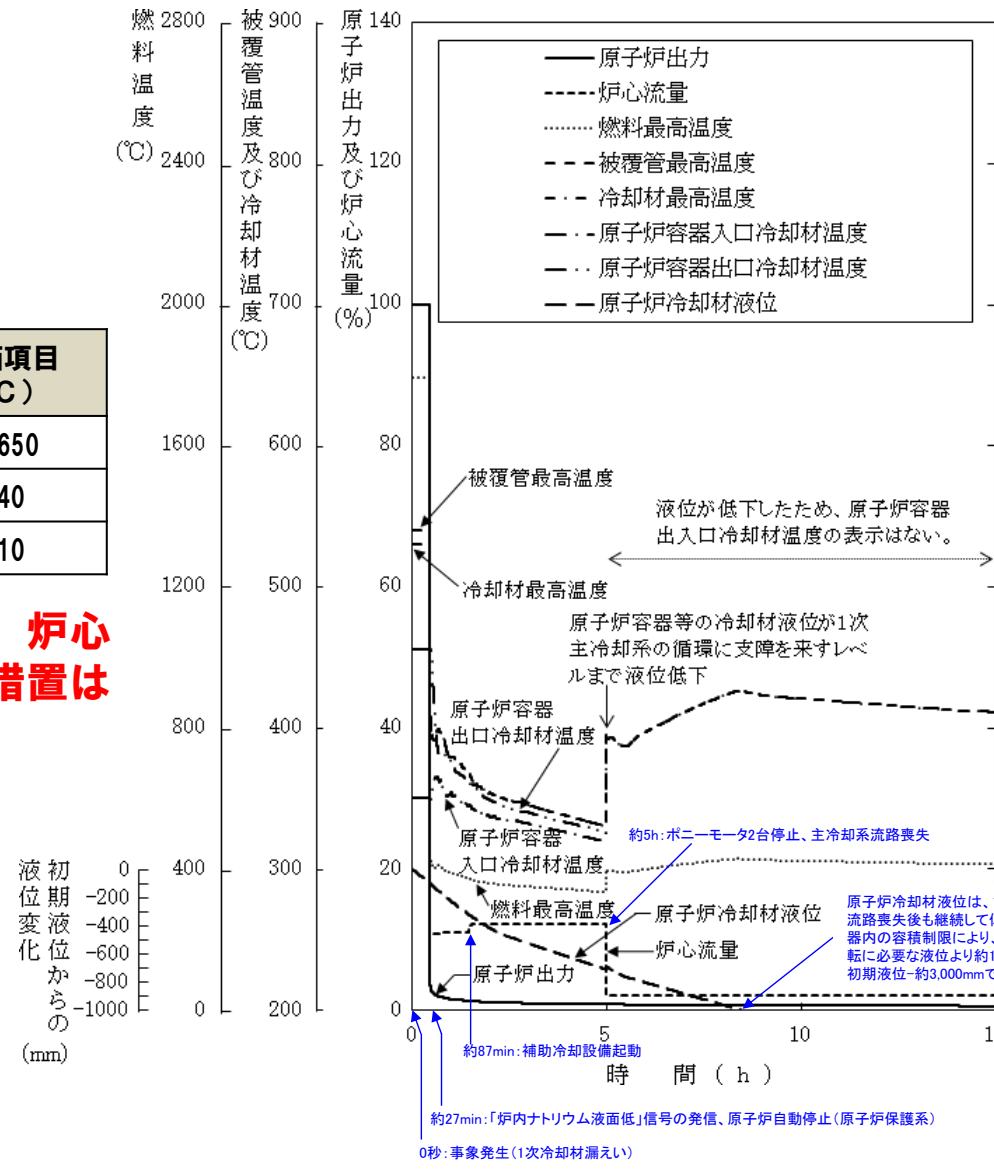 燃料温度(℃)
2800
2400
2000
1600
1200
800
400
0
被覆管温度及び冷却材温度(℃)
900
800
700
600
500
400
300
200
原子炉出力及び炉心流量(%)
140
120
100
80
60
40
20
0
原子炉出力
炉心流量
燃料最高温度
被覆管最高温度
冷却材最高温度
原子炉容器入口冷却材温度
原子炉容器出口冷却材温度
原子炉冷却材液位
項目
C)
650
40
10
炉心
措置は
被覆管最高温度
冷却材最高温度
液位が低下したため、原子炉容器
出入口冷却材温度の表示はない。
原子炉容器等の冷却材液位が1次
主冷却系の循環に支障を来すレベ
ルまで液位低下
原子炉容器
出口冷却材温度
原子炉容器
入口冷却材温度
燃料最高温度
原子炉出力
約5h:ポニーモータ2台停止、主冷却系流路喪失
原子炉冷却材液位
炉心流量
原子炉冷却材液位は、
流路喪失後も継続して
器内の容積制限により、
転に必要な液位より約1
初期液位-約3,000mmで
初期液位からの液位変化
(mm)
0
-200
-400
-600
-800
-1000
0
5
10
1
時 間 ( h )
約87min:補助冷却設備起動
約27min:「炉内ナトリウム液面低」信号の発信、原子炉自動停止(原子炉保護系)
0秒:事象発生(1次冷却材漏えい)